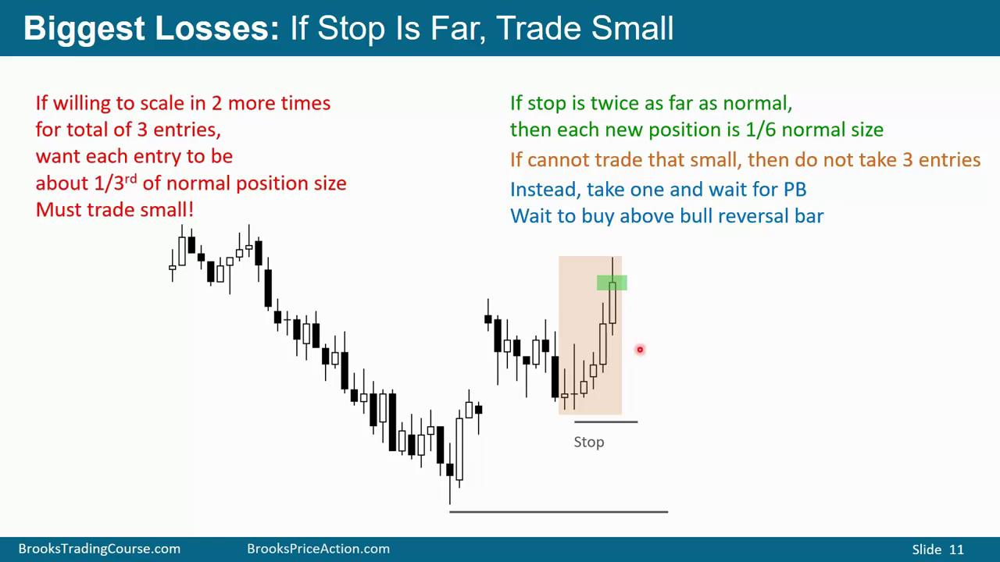 Biggest Losses: If Stop Is Far, Trade Small
If willing to scale in 2 more times
for total of 3 entries,
want each entry to be
about 1/3rd of normal position size
Must trade small!
If stop is twice as far as normal,
then each new position is 1/6 normal size
If cannot trade that small, then do not take 3 entries
Instead, take one and wait for PB
Wait to buy above bull reversal bar
Stop
BrooksTradingCourse.com
BrooksPriceAction.com
Slide 11